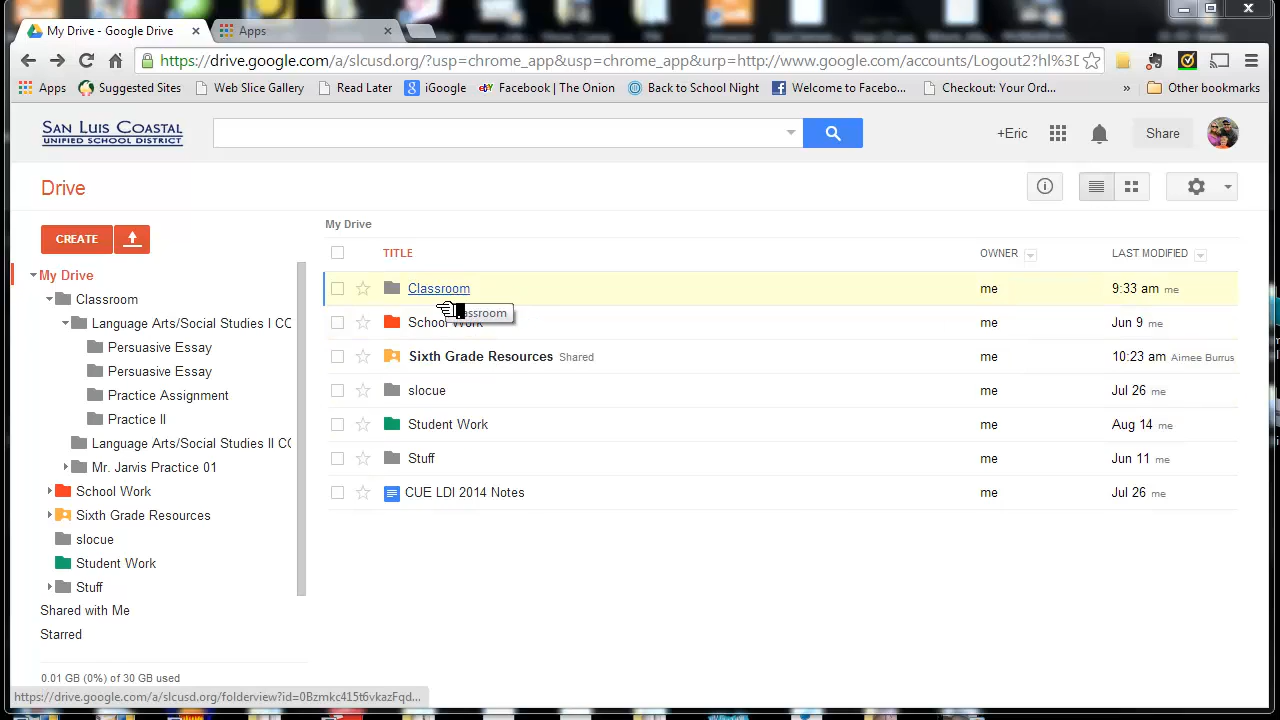 My Drive - Google Drive
Apps
https://drive.google.com/a/slcusd.org/?usp=chrome_app&usp=chrome_app&urp=http://www.google.com/accounts/Logout2?hl%3D
Apps Suggested Sites Web Slice Gallery Read Later iGoogle Facebook | The Onion Back to School Night Welcome to Facebo... Checkout: Your Ord... » Other bookmarks
SAN LUIS COASTAL
UNIFIED SCHOOL DISTRICT
+Eric
Share
Drive
CREATE
My Drive
Classroom
Language Arts/Social Studies I CO
Persuasive Essay
Persuasive Essay
Practice Assignment
Practice II
Language Arts/Social Studies II CO
Mr. Jarvis Practice 01
School Work
Sixth Grade Resources
slocue
Student Work
Stuff
Shared with Me
Starred
0.01 GB (0%) of 30 GB used
My Drive
TITLE OWNER LAST MODIFIED
Classroom me 9:33 am me
School Work me Jun 9 me
Sixth Grade Resources Shared me 10:23 am Aimee Burrus
slocue me Jul 26 me
Student Work me Aug 14 me
Stuff me Jun 11 me
CUE LDI 2014 Notes me Jul 26 me
https://drive.google.com/a/slcusd.org/folderview?id=0Bzmkc415t6vkazFqd...